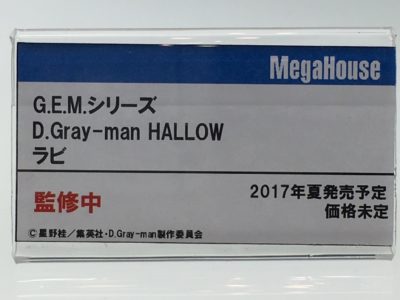 MegaHouse
G.E.M.シリーズ
D.Gray-man HALLOW
ラビ
監修中
2017年夏発売予定
価格未定
©星野桂／集英社・D.Gray-man製作委員会